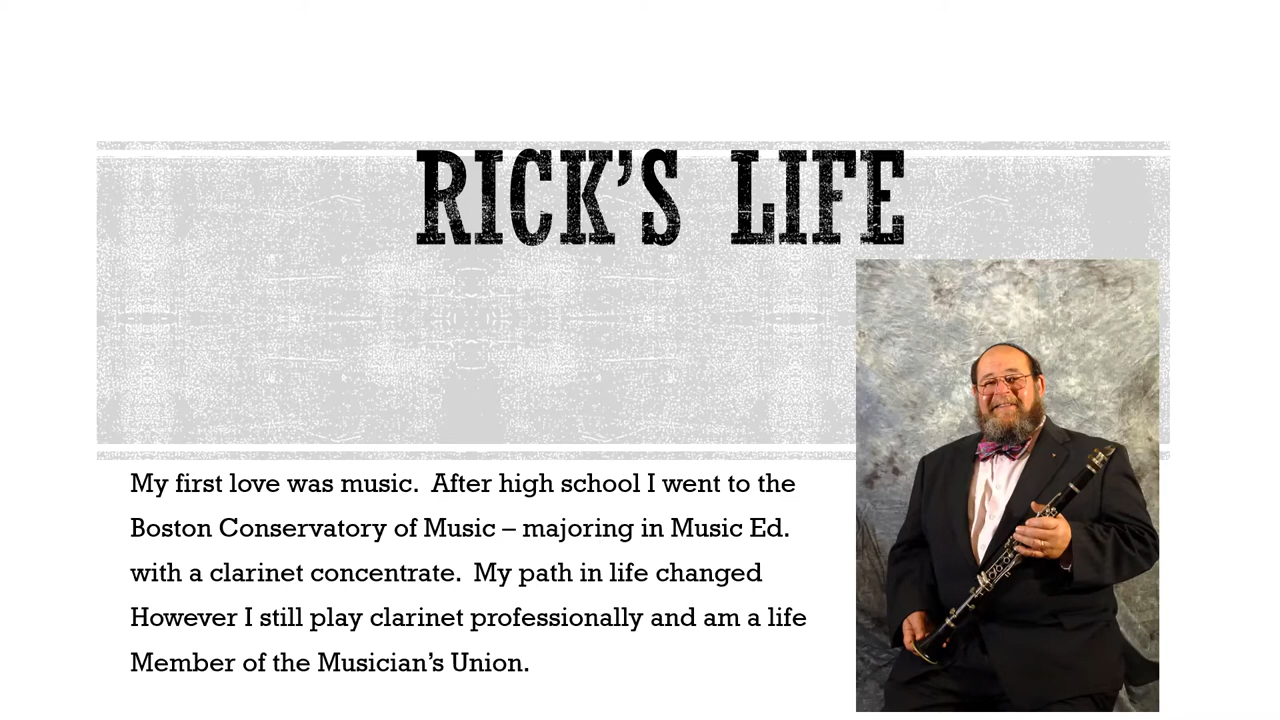 RICK'S LIFE
My first love was music.  After high school I went to the
Boston Conservatory of Music – majoring in Music Ed.
with a clarinet concentrate.  My path in life changed
However I still play clarinet professionally and am a life
Member of the Musician's Union.